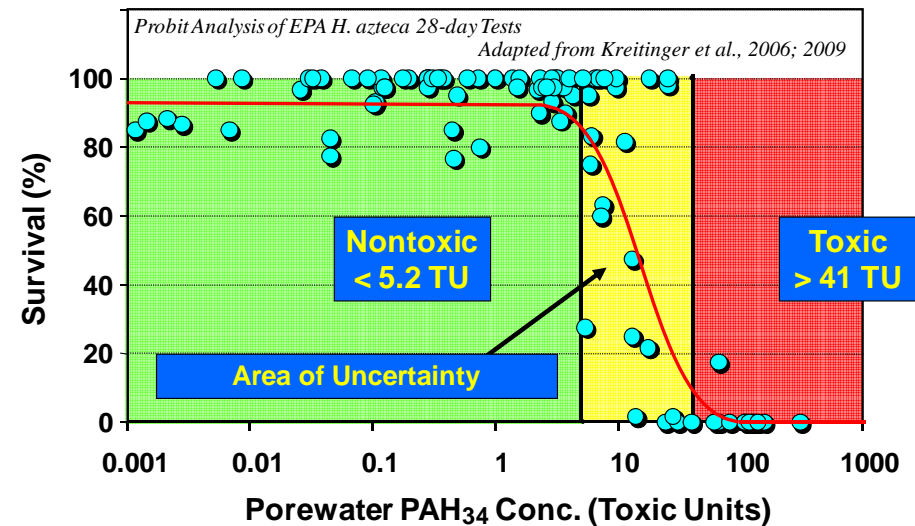 Probit Analysis of EPA H. azteca 28-day Tests
Adapted from Kreitinger et al., 2006; 2009
Survival (%)
100
80
60
40
20
0
Nontoxic
< 5.2 TU
Toxic
> 41 TU
Area of Uncertainty
0.001 0.01 0.1 1 10 100 1000
Porewater PAH34 Conc. (Toxic Units)